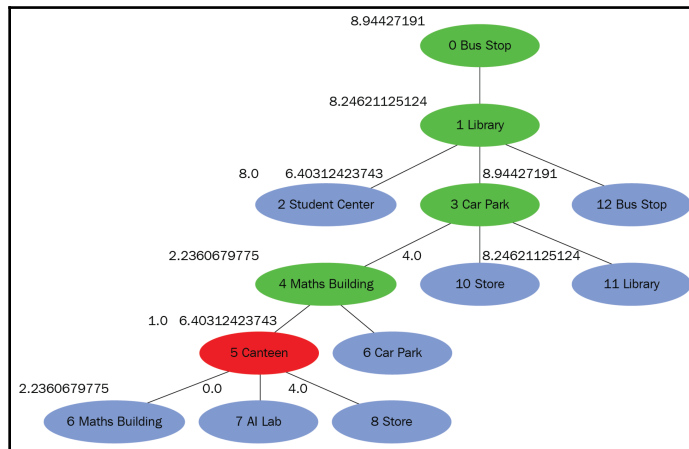 8.94427191
0 Bus Stop
8.24621125124
1 Library
8.0 6.40312423743 8.94427191
2 Student Center 3 Car Park 12 Bus Stop
2.2360679775 4.0 8.24621125124
4 Maths Building 10 Store 11 Library
1.0 6.40312423743
5 Canteen 6 Car Park
2.2360679775 0.0 4.0
6 Maths Building 7 AI Lab 8 Store